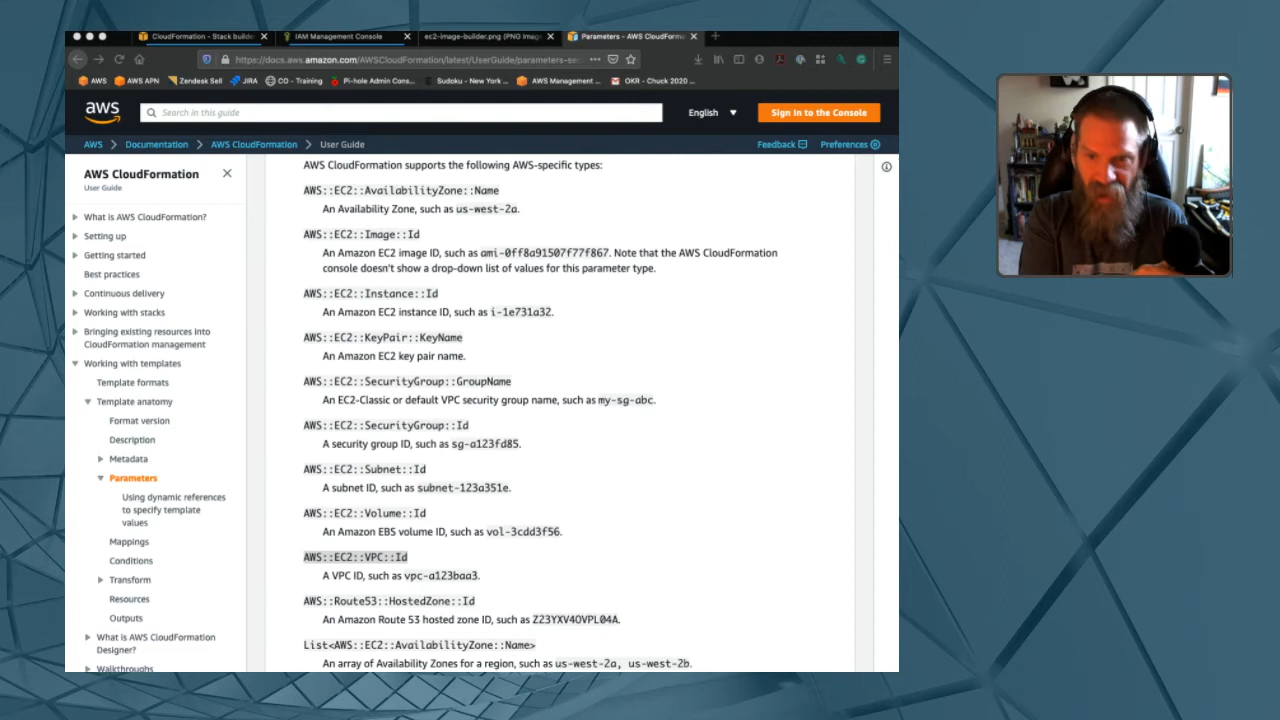 CloudFormation - Stack builde
IAM Management Console
ec2-image-builder.png (PNG Imag
Parameters - AWS CloudForma
https://docs.aws.amazon.com/AWSCloudFormation/latest/UserGuide/parameters-se
AWS
AWS APN
Zendesk Sell
JIRA
CO - Training
Pi-hole Admin Cons...
Sudoku - New York ...
AWS Management ...
OKR - Chuck 2020 ...
aws
Search in this guide
English
Sign In to the Console
AWS > Documentation > AWS CloudFormation > User Guide
Feedback
Preferences
AWS CloudFormation
User Guide
What is AWS CloudFormation?
Setting up
Getting started
Best practices
Continuous delivery
Working with stacks
Bringing existing resources into
CloudFormation management
Working with templates
Template formats
Template anatomy
Format version
Description
Metadata
Parameters
Using dynamic references
to specify template
values
Mappings
Conditions
Transform
Resources
Outputs
What is AWS CloudFormation
Designer?
Walkthroughs
AWS CloudFormation supports the following AWS-specific types:
AWS::EC2::AvailabilityZone::Name
An Availability Zone, such as us-west-2a.
AWS::EC2::Image::Id
An Amazon EC2 image ID, such as ami-0ff8a91507f77f867. Note that the AWS CloudFormation
console doesn't show a drop-down list of values for this parameter type.
AWS::EC2::Instance::Id
An Amazon EC2 instance ID, such as i-1e731a32.
AWS::EC2::KeyPair::KeyName
An Amazon EC2 key pair name.
AWS::EC2::SecurityGroup::GroupName
An EC2-Classic or default VPC security group name, such as my-sg-abc.
AWS::EC2::SecurityGroup::Id
A security group ID, such as sg-a123fd85.
AWS::EC2::Subnet::Id
A subnet ID, such as subnet-123a351e.
AWS::EC2::Volume::Id
An Amazon EBS volume ID, such as vol-3cdd3f56.
AWS::EC2::VPC::Id
A VPC ID, such as vpc-a123baa3.
AWS::Route53::HostedZone::Id
An Amazon Route 53 hosted zone ID, such as Z23YXV4OVPL04A.
List<AWS::EC2::AvailabilityZone::Name>
An array of Availability Zones for a region, such as us-west-2a, us-west-2b.